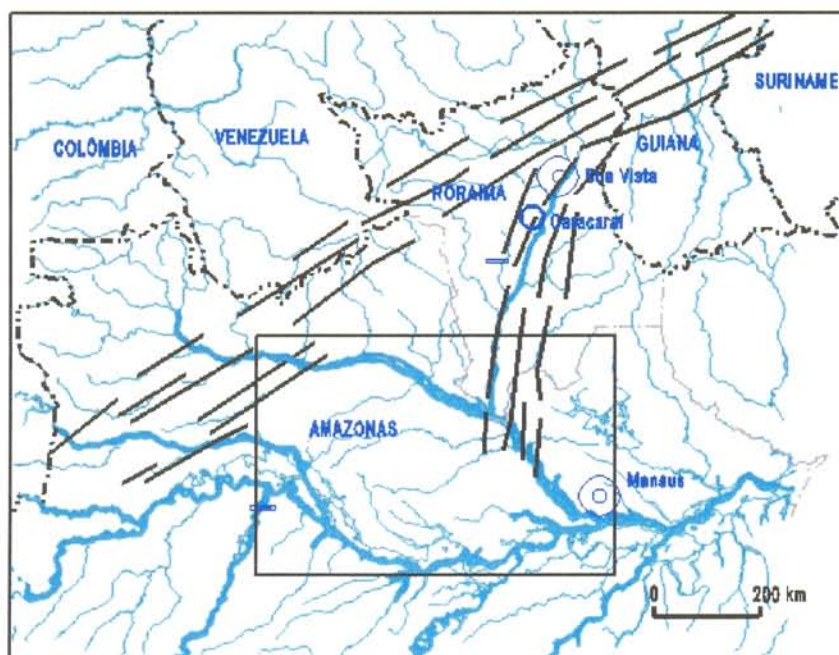 SURINAME
COLÔMBIA
VENEZUELA
GUIANA
RORAIMA
Boa Vista
Caracaraí
AMAZONAS
Manaus
0 200 km